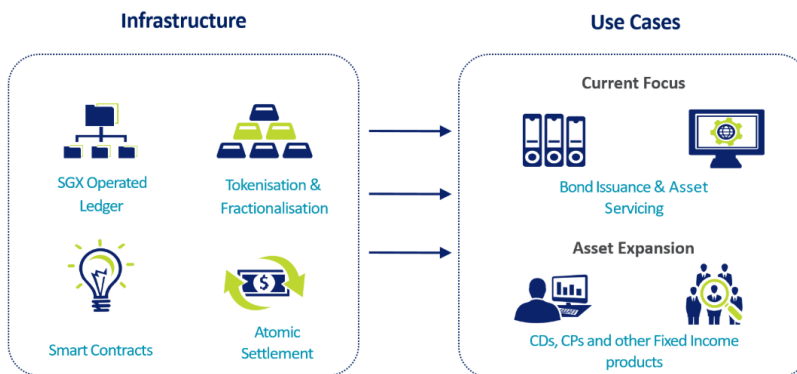 Infrastructure
SGX Operated
Ledger
Tokenisation &
Fractionalisation
$
Smart Contracts
Atomic
Settlement
Use Cases
Current Focus
Bond Issuance & Asset
Servicing
Asset Expansion
CDs, CPs and other Fixed Income
products